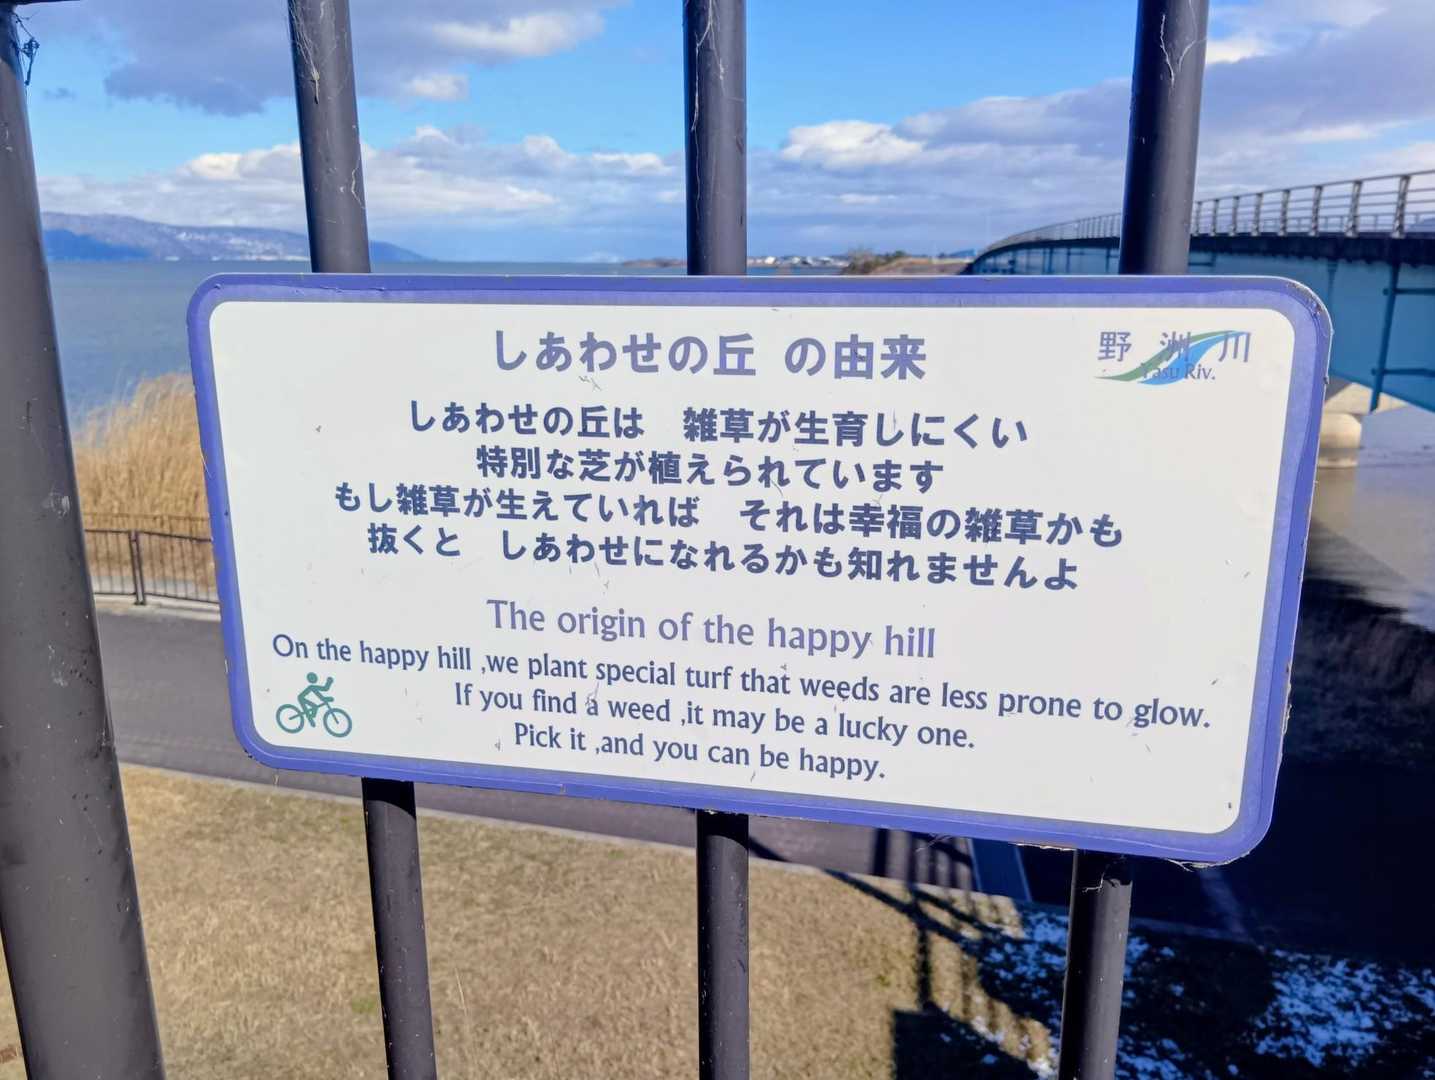 しあわせの丘 の由来
野洲川
Yasu Riv.
しあわせの丘は 雑草が生育しにくい
特別な芝が植えられています
もし雑草が生えていれば それは幸福の雑草かも
抜くと しあわせになれるかも知れませんよ
The origin of the happy hill
On the happy hill ,we plant special turf that weeds are less prone to glow.
If you find a weed ,it may be a lucky one.
Pick it ,and you can be happy.